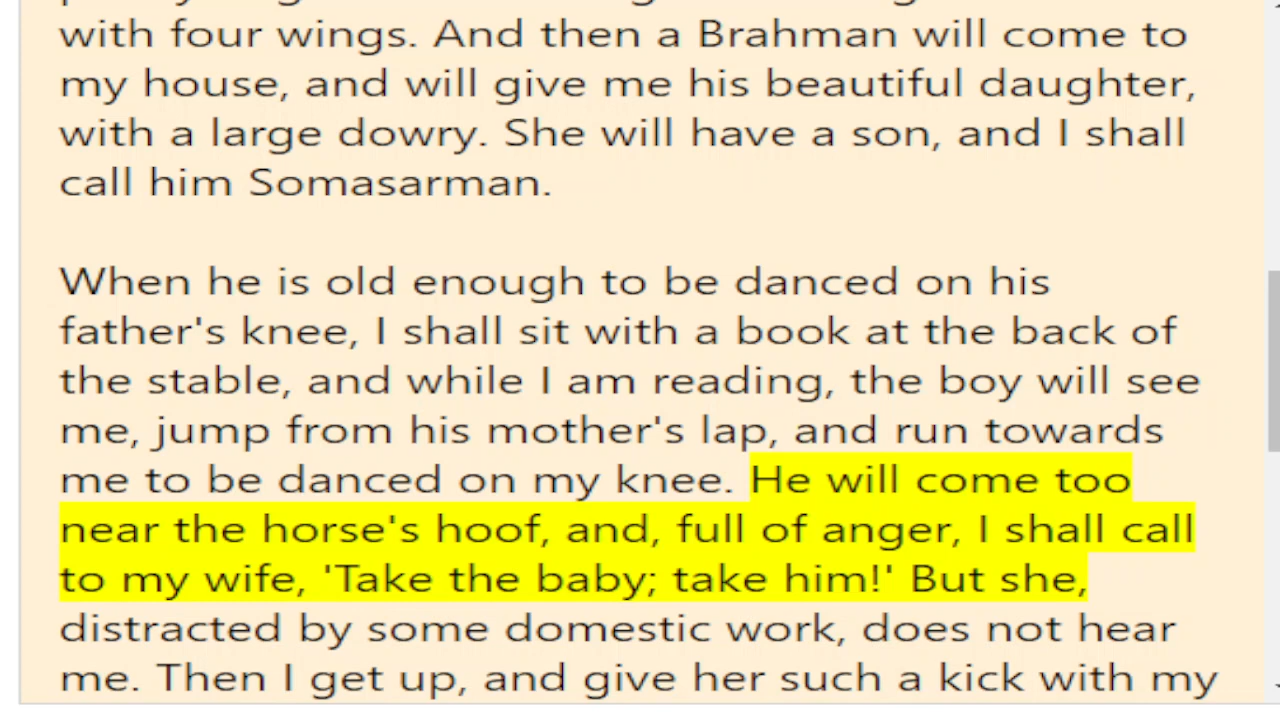 with four wings. And then a Brahman will come to
my house, and will give me his beautiful daughter,
with a large dowry. She will have a son, and I shall
call him Somasarman.
When he is old enough to be danced on his
father's knee, I shall sit with a book at the back of
the stable, and while I am reading, the boy will see
me, jump from his mother's lap, and run towards
me to be danced on my knee. He will come too
near the horse's hoof, and, full of anger, I shall call
to my wife, 'Take the baby; take him!' But she,
distracted by some domestic work, does not hear
me. Then I get up, and give her such a kick with my